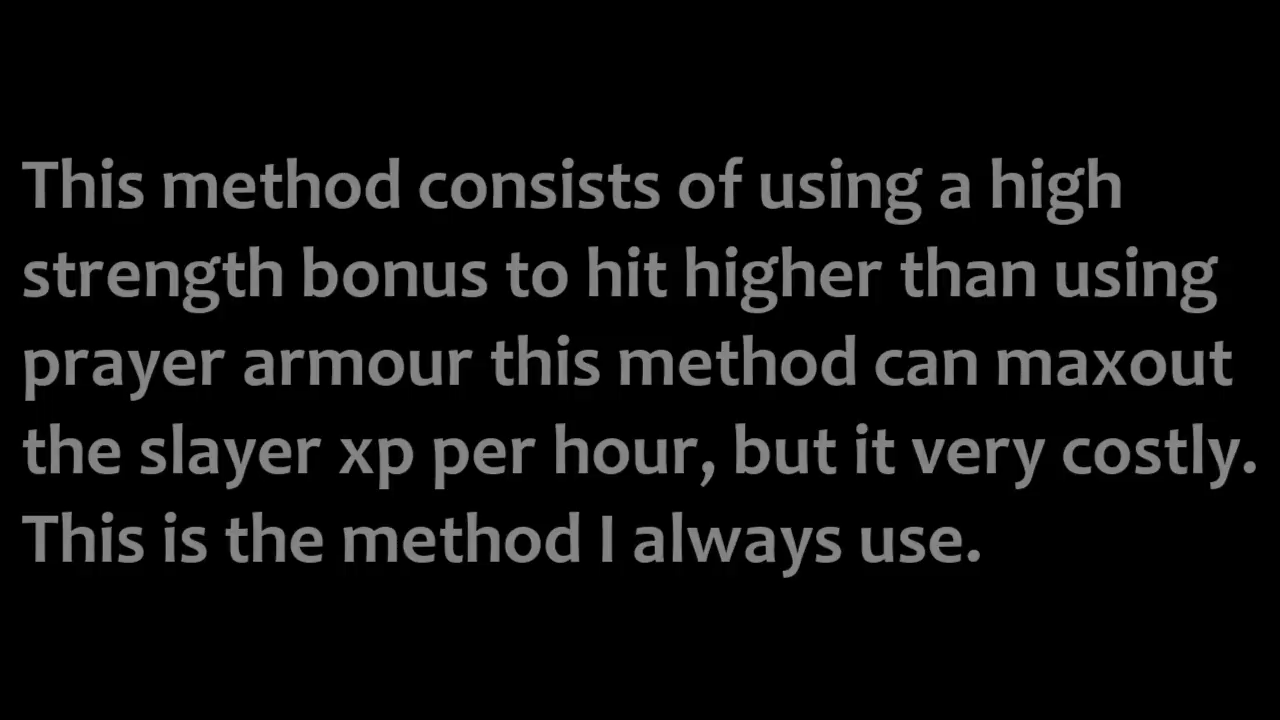 This method consists of using a high
strength bonus to hit higher than using
prayer armour this method can maxout
the slayer xp per hour, but it very costly.
This is the method I always use.